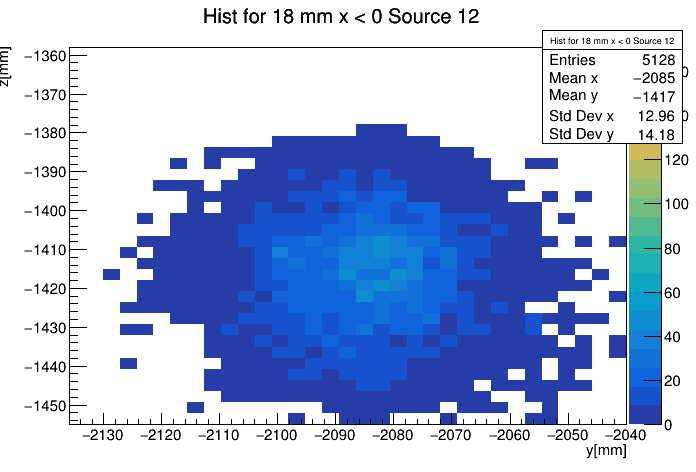 Hist for 18 mm x < 0 Source 12
z[mm]
Hist for 18 mm x < 0 Source 12
Entries 5128
Mean x −2085
Mean y −1417
Std Dev x 12.96
Std Dev y 14.18
−1360
−1370
−1380
−1390
−1400
−1410
−1420
−1430
−1440
−1450
120
100
80
60
40
20
0
−2130 −2120 −2110 −2100 −2090 −2080 −2070 −2060 −2050 −2040
y[mm]